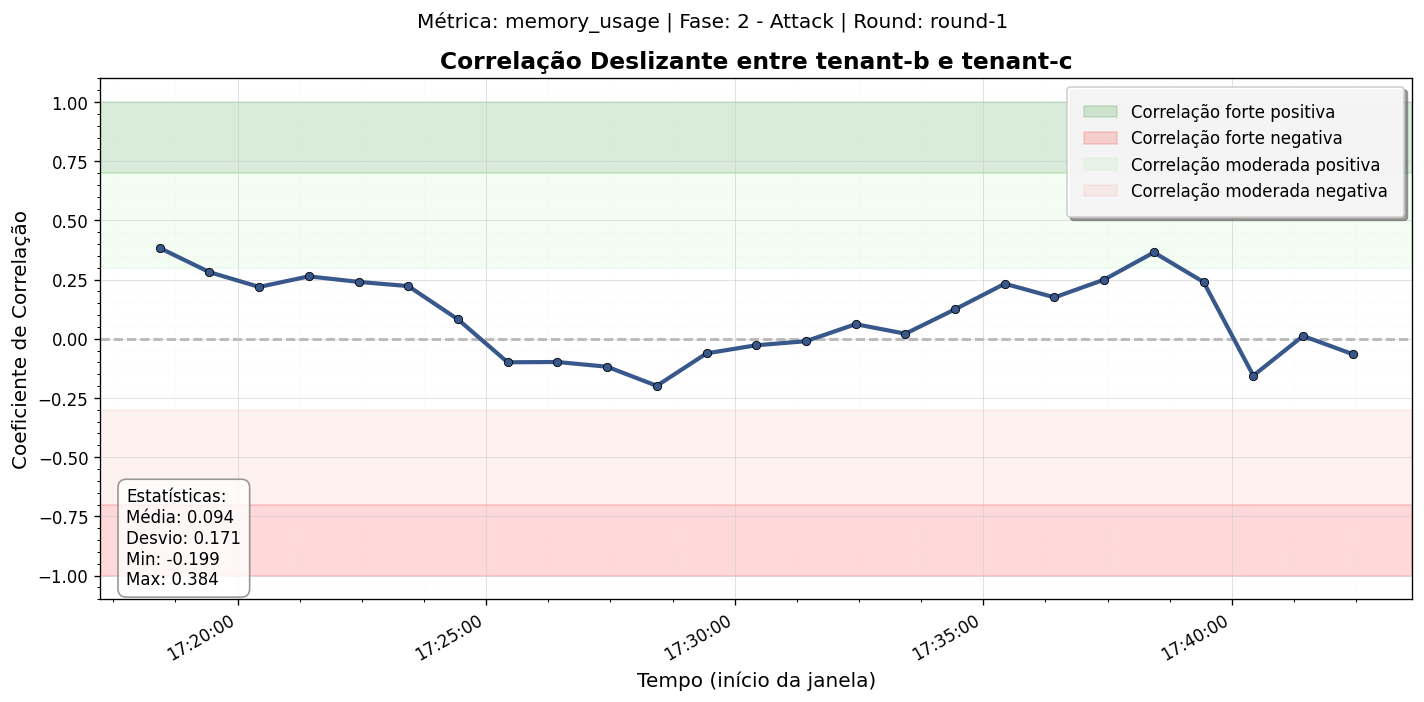 Métrica: memory_usage | Fase: 2 - Attack | Round: round-1
Correlação Deslizante entre tenant-b e tenant-c
Coeficiente de Correlação
1.00
0.75
0.50
0.25
0.00
−0.25
−0.50
−0.75
−1.00
Correlação forte positiva
Correlação forte negativa
Correlação moderada positiva
Correlação moderada negativa
Estatísticas:
Média: 0.094
Desvio: 0.171
Min: -0.199
Max: 0.384
17:20:00
17:25:00
17:30:00
17:35:00
17:40:00
Tempo (início da janela)